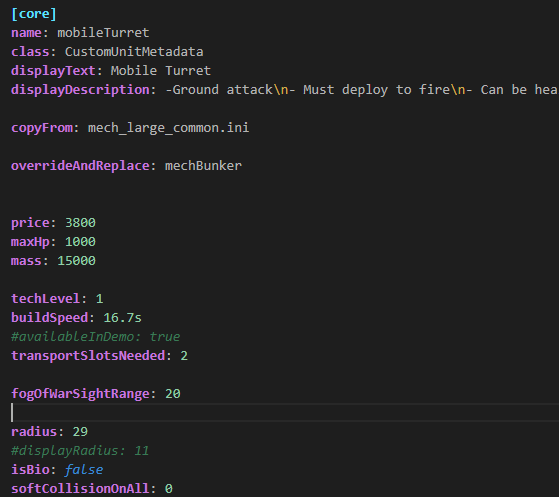 [core]
name: mobileTurret
class: CustomUnitMetadata
displayText: Mobile Turret
displayDescription: -Ground attack\n- Must deploy to fire\n- Can be hea
copyFrom: mech_large_common.ini
overrideAndReplace: mechBunker
price: 3800
maxHp: 1000
mass: 15000
techLevel: 1
buildSpeed: 16.7s
#availableInDemo: true
transportSlotsNeeded: 2
fogOfWarSightRange: 20
radius: 29
#displayRadius: 11
isBio: false
softCollisionOnAll: 0